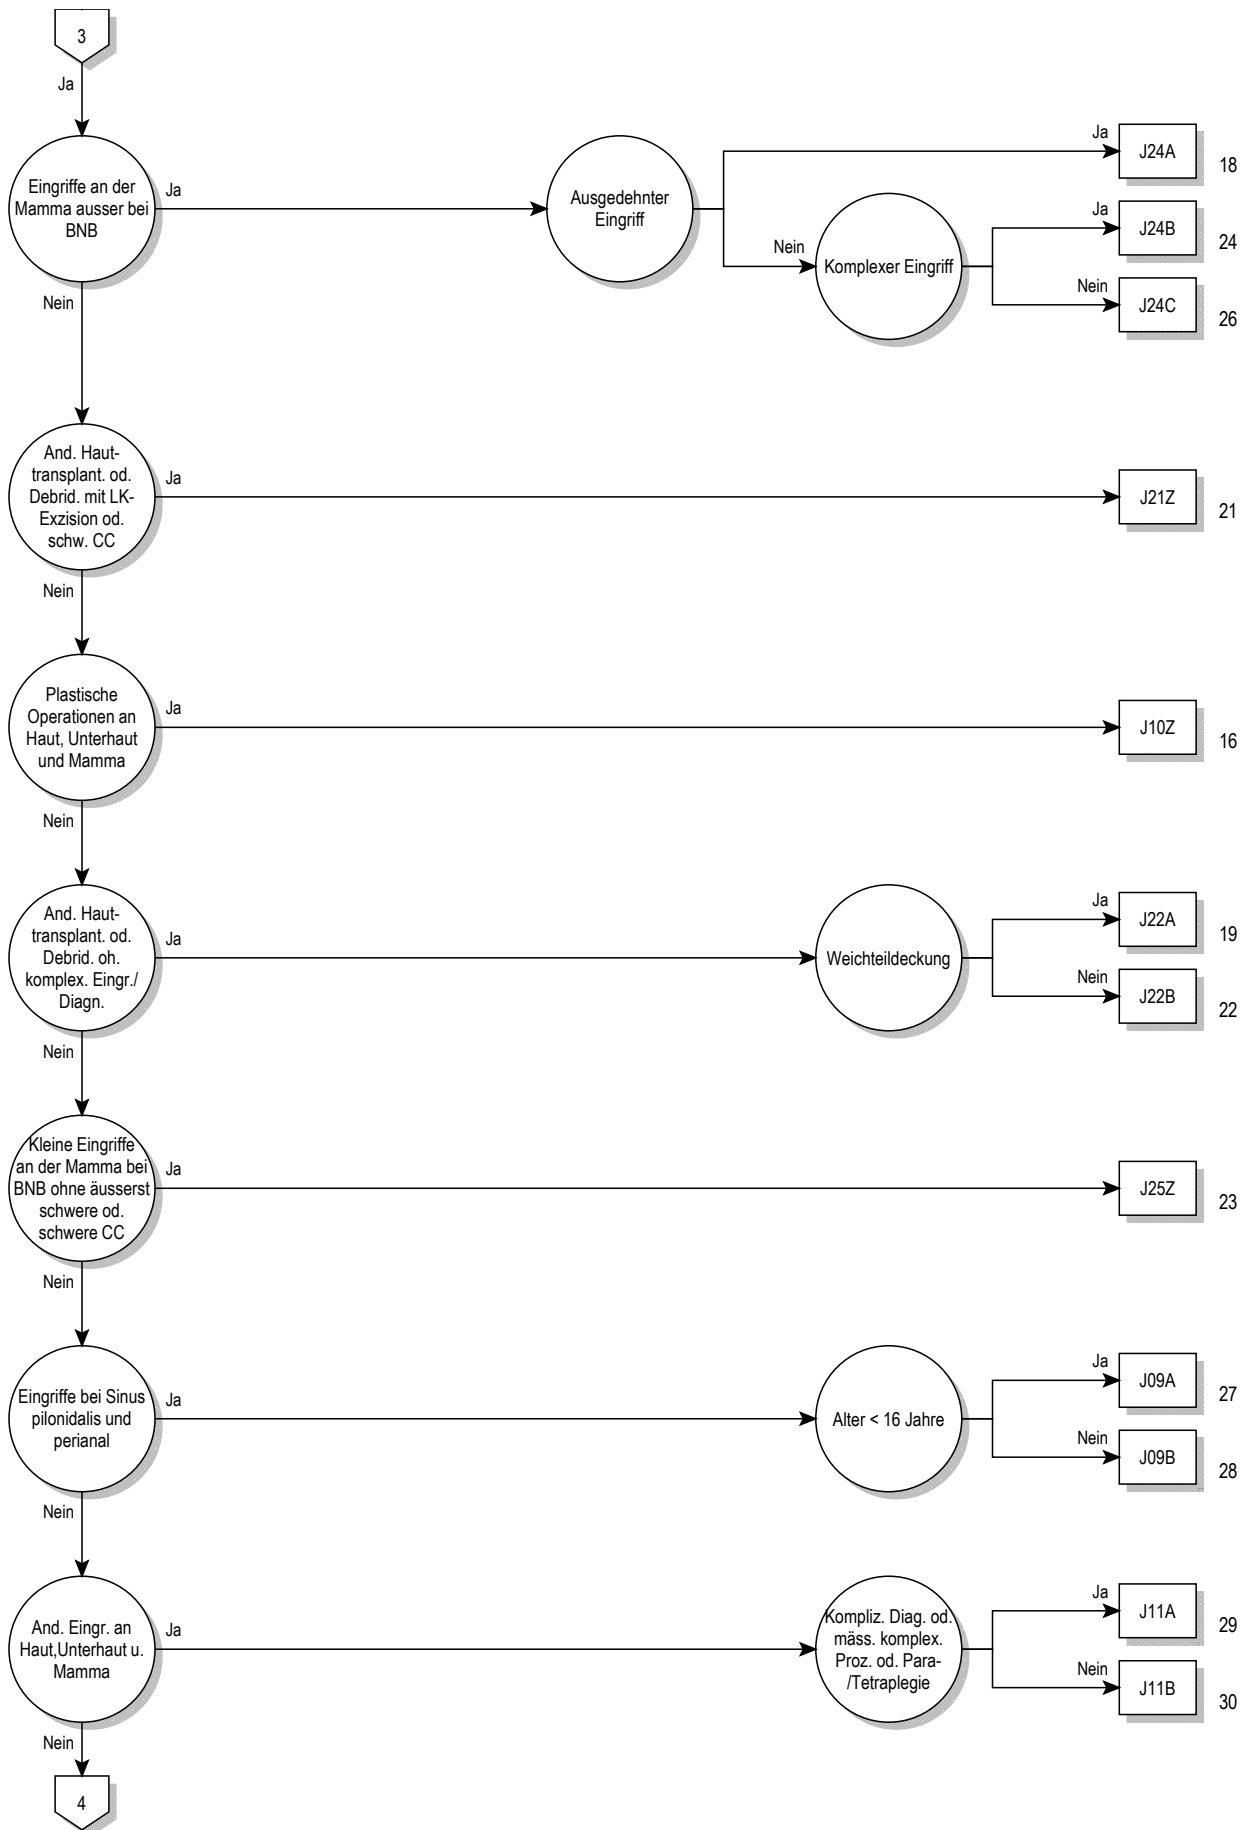 3
Ja
Eingriffe an der
Mamma ausser bei
BNB
Ja
Ausgedehnter
Eingriff
Ja
J24A
18
Nein
Komplexer Eingriff
Ja
J24B
24
Nein
J24C
26
Nein
And. Haut-
transplant. od.
Debrid. mit LK-
Exzision od.
schw. CC
Ja
J21Z
21
Nein
Plastische
Operationen an
Haut, Unterhaut
und Mamma
Ja
J10Z
16
Nein
And. Haut-
transplant. od.
Debrid. oh.
komplex. Eingr./
Diagn.
Ja
Weichteildeckung
Ja
J22A
19
Nein
J22B
22
Nein
Kleine Eingriffe
an der Mamma bei
BNB ohne äusserst
schwere od.
schwere CC
Ja
J25Z
23
Nein
Eingriffe bei Sinus
pilonidalis und
perianal
Ja
Alter < 16 Jahre
Ja
J09A
27
Nein
J09B
28
Nein
And. Eingr. an
Haut,Unterhaut u.
Mamma
Ja
Kompliz. Diag. od.
mäss. komplex.
Proz. od. Para-
/Tetraplegie
Ja
J11A
29
Nein
J11B
30
Nein
4